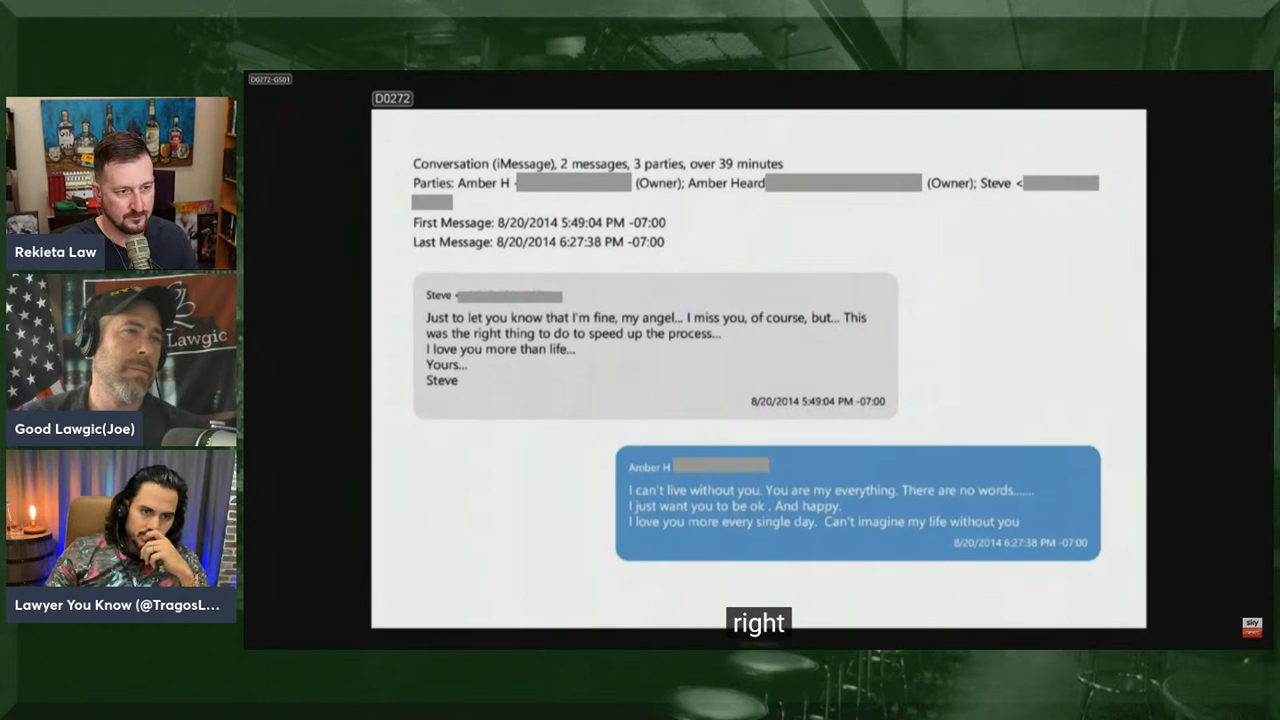 D0272-GS01
D0272
Conversation (iMessage), 2 messages, 3 parties, over 39 minutes
Parties: Amber H (Owner); Amber Heard (Owner); Steve <
First Message: 8/20/2014 5:49:04 PM -07:00
Last Message: 8/20/2014 6:27:38 PM -07:00
Steve <
Just to let you know that I'm fine, my angel... I miss you, of course, but... This
was the right thing to do to speed up the process...
I love you more than life...
Yours...
Steve
8/20/2014 5:49:04 PM -07:00
Amber H
I can't live without you. You are my everything. There are no words......
I just want you to be ok . And happy.
I love you more every single day.  Can't imagine my life without you
8/20/2014 6:27:38 PM -07:00
right
Rekieta Law
Lawgic
Good Lawgic(Joe)
Lawyer You Know (@TragosL...
sky
news